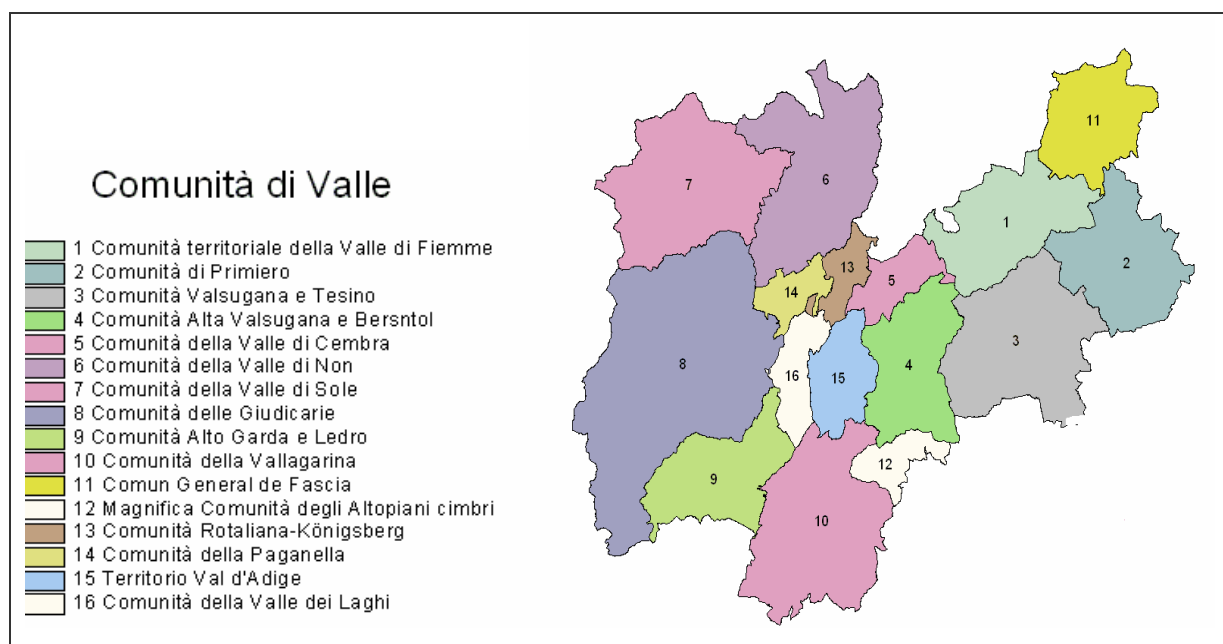 Comunità di Valle
1 Comunità territoriale della Valle di Fiemme
2 Comunità di Primiero
3 Comunità Valsugana e Tesino
4 Comunità Alta Valsugana e Bersntol
5 Comunità della Valle di Cembra
6 Comunità della Valle di Non
7 Comunità della Valle di Sole
8 Comunità delle Giudicarie
9 Comunità Alto Garda e Ledro
10 Comunità della Vallagarina
11 Comun General de Fascia
12 Magnifica Comunità degli Altopiani cimbri
13 Comunità Rotaliana-Königsberg
14 Comunità della Paganella
15 Territorio Val d'Adige
16 Comunità della Valle dei Laghi
11
7
6
1
2
13
5
14
3
8
4
16
15
12
9
10